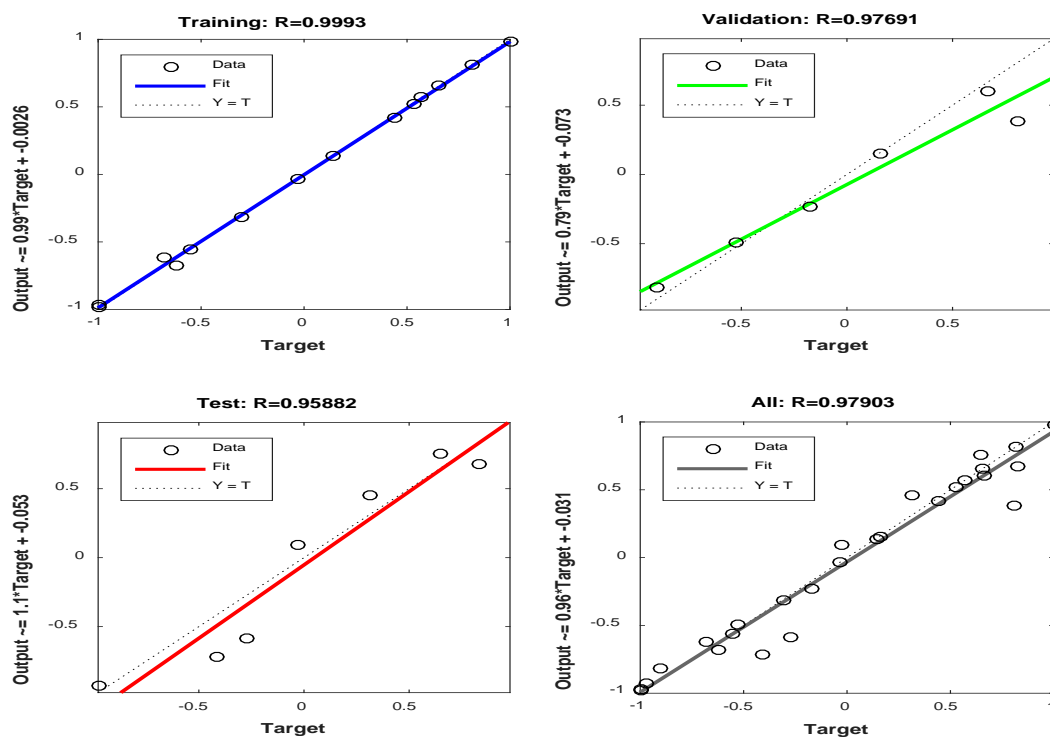 Training: R=0.9993
Output ~= 0.99*Target + -0.0026
Data
Fit
Y = T
1
0.5
0
-0.5
-1
-1 -0.5 0 0.5 1
Target
Validation: R=0.97691
Output ~= 0.79*Target + -0.073
Data
Fit
Y = T
0.5
0
-0.5
-0.5 0 0.5
Target
Test: R=0.95882
Output ~= 1.1*Target + -0.053
Data
Fit
Y = T
0.5
0
-0.5
-0.5 0 0.5
Target
All: R=0.97903
Output ~= 0.96*Target + -0.031
Data
Fit
Y = T
1
0.5
0
-0.5
-1
-1 -0.5 0 0.5 1
Target